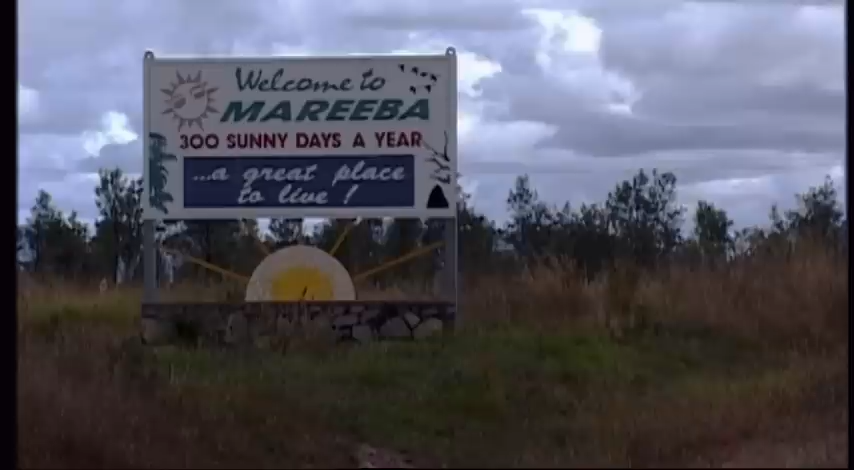 Welcome to
MAREEBA
300 SUNNY DAYS A YEAR
...a great place
to live!